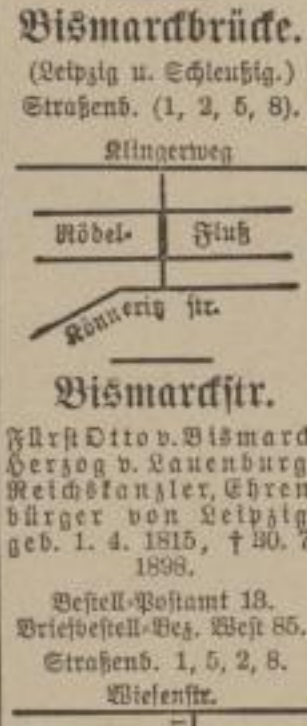 Bismarckbrücke.
(Leipzig u. Schleußig.)
Straßenb. (1, 2, 5, 8).
Klingerweg
Rödel- Fluß
Könneritz str.
Bismarckstr.
Fürst Otto v. Bismarck
Herzog v. Lauenburg
Reichskanzler, Ehren
bürger von Leipzig
geb. 1. 4. 1815, † 30. 7
1898.
Bestell-Postamt 13.
Briefbestell-Bez. West 85.
Straßenb. 1, 5, 2, 8.
Wiesenstr.